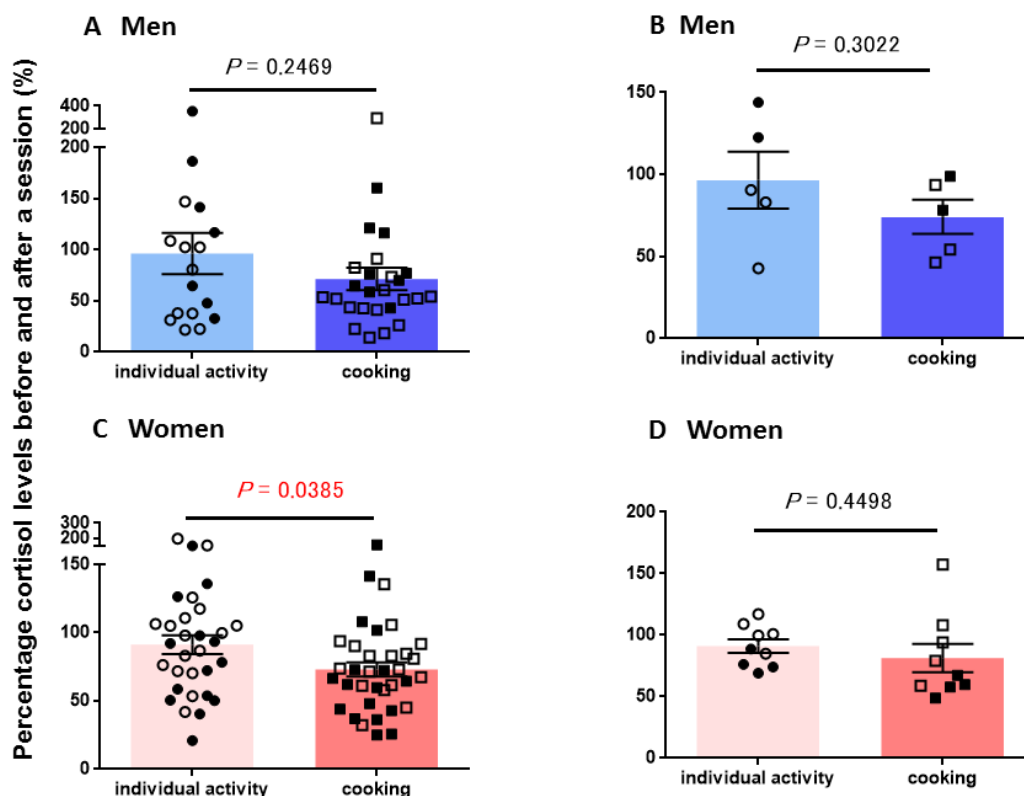 Percentage cortisol levels before and after a session (%)
A Men
P = 0.2469
400
200
200
150
100
50
0
individual activity
cooking
B Men
P = 0.3022
150
100
50
0
individual activity
cooking
C Women
P = 0.0385
300
200
150
100
50
0
individual activity
cooking
D Women
P = 0.4498
200
150
100
50
0
individual activity
cooking